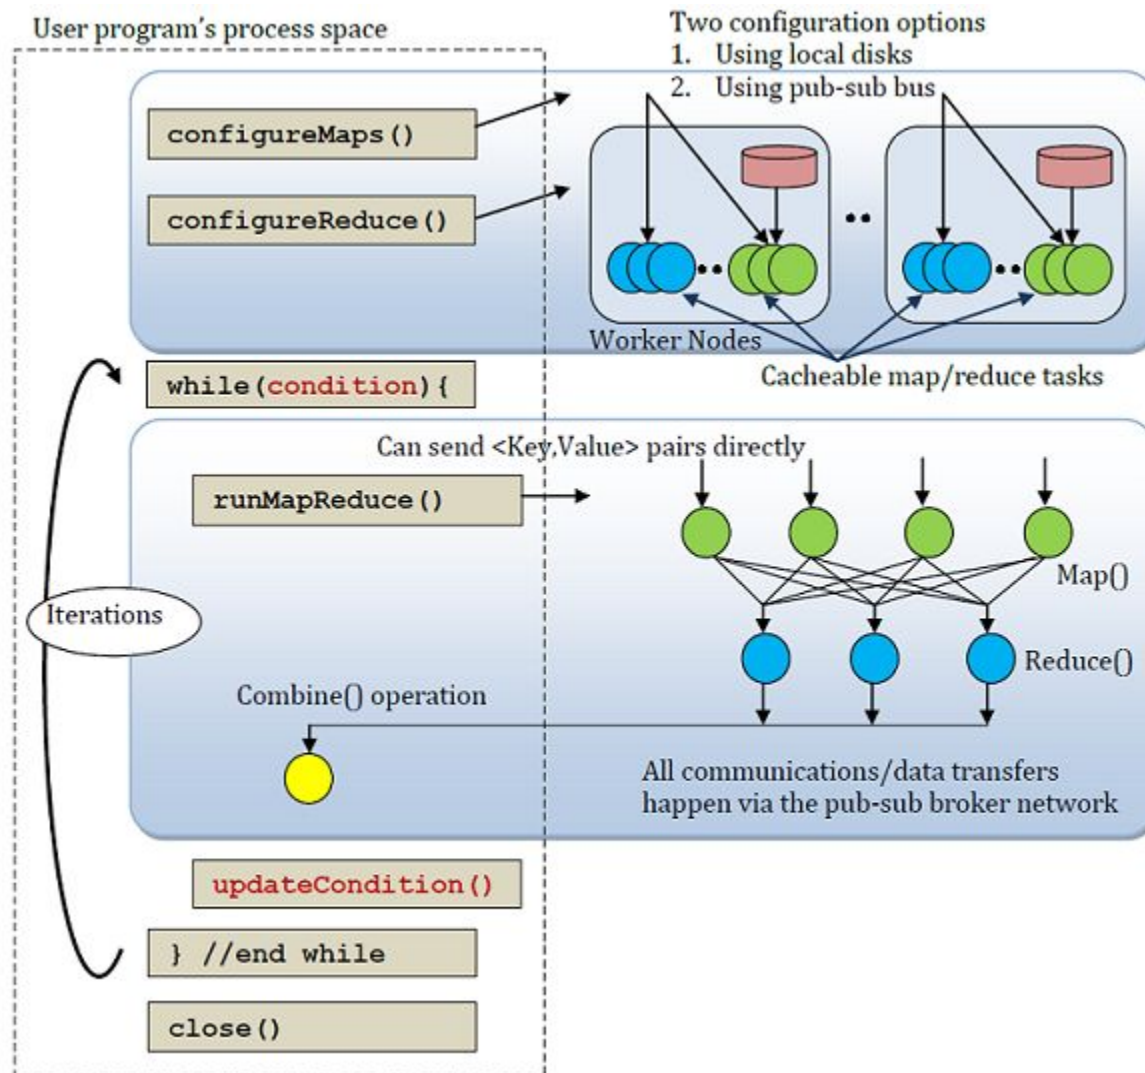 User program's process space
Two configuration options
1. Using local disks
2. Using pub-sub bus
configureMaps()
configureReduce()
Worker Nodes
Cacheable map/reduce tasks
while(condition){
Can send <Key,Value> pairs directly
runMapReduce()
Map()
Iterations
Reduce()
Combine() operation
All communications/data transfers
happen via the pub-sub broker network
updateCondition()
} //end while
close()